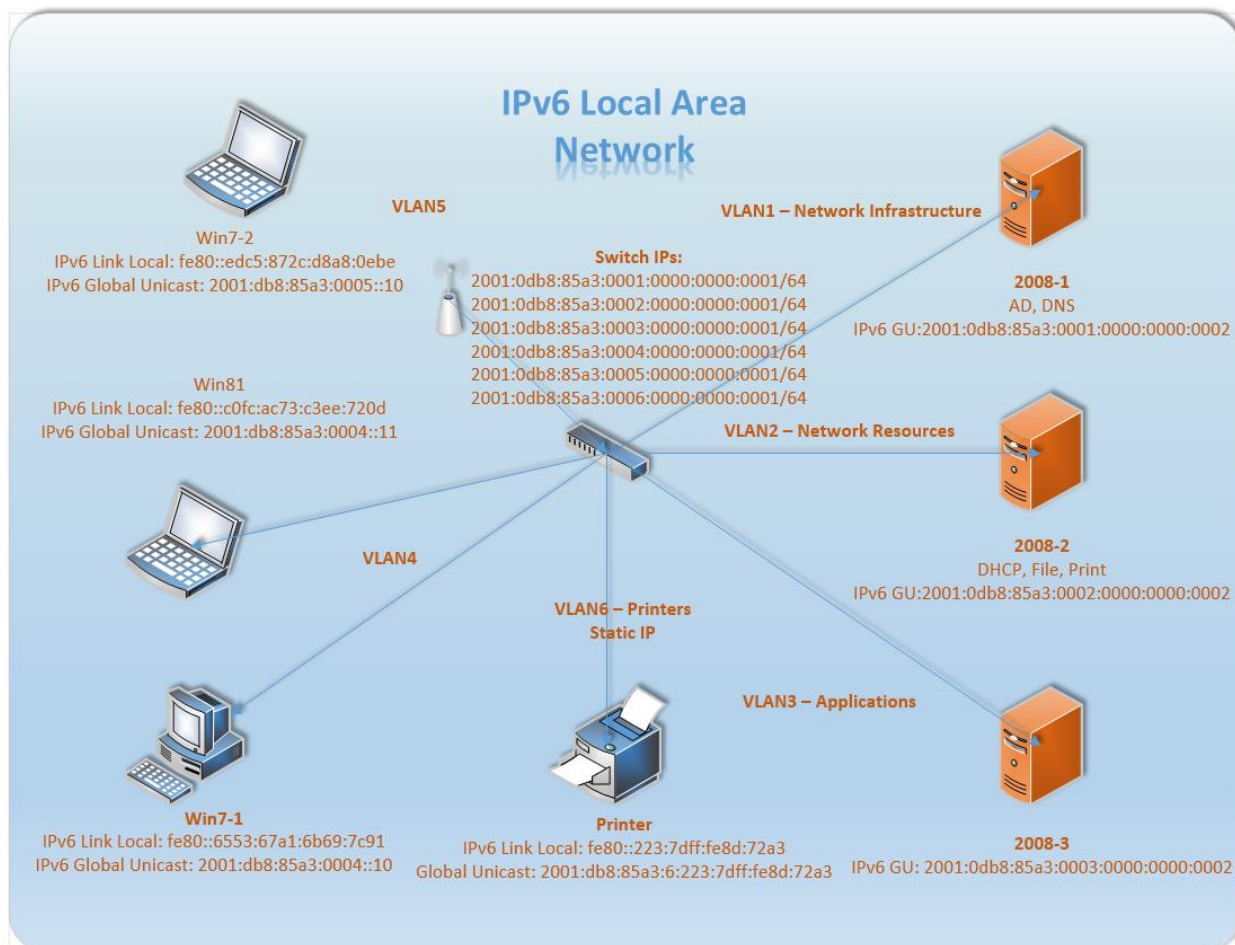 IPv6 Local Area
Network
VLAN5
VLAN1 – Network Infrastructure
Win7-2
IPv6 Link Local: fe80::edc5:872c:d8a8:0ebe
IPv6 Global Unicast: 2001:db8:85a3:0005::10
Switch IPs:
2001:0db8:85a3:0001:0000:0000:0001/64
2001:0db8:85a3:0002:0000:0000:0001/64
2001:0db8:85a3:0003:0000:0000:0001/64
2001:0db8:85a3:0004:0000:0000:0001/64
2001:0db8:85a3:0005:0000:0000:0001/64
2001:0db8:85a3:0006:0000:0000:0001/64
2008-1
AD, DNS
IPv6 GU:2001:0db8:85a3:0001:0000:0000:0002
Win81
IPv6 Link Local: fe80::c0fc:ac73:c3ee:720d
IPv6 Global Unicast: 2001:db8:85a3:0004::11
VLAN2 – Network Resources
2008-2
DHCP, File, Print
IPv6 GU:2001:0db8:85a3:0002:0000:0000:0002
VLAN4
VLAN6 – Printers
Static IP
VLAN3 – Applications
Win7-1
IPv6 Link Local: fe80::6553:67a1:6b69:7c91
IPv6 Global Unicast: 2001:db8:85a3:0004::10
Printer
IPv6 Link Local: fe80::223:7dff:fe8d:72a3
Global Unicast: 2001:db8:85a3:6:223:7dff:fe8d:72a3
2008-3
IPv6 GU: 2001:0db8:85a3:0003:0000:0000:0002